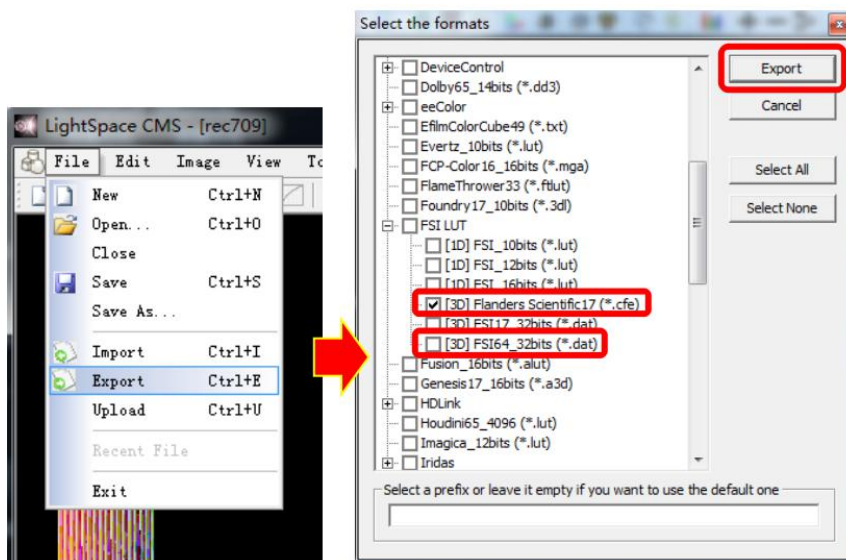 LightSpace CMS - [rec709]
File Edit Image View
New Ctrl+N
Open... Ctrl+O
Close
Save Ctrl+S
Save As...
Import Ctrl+I
Export Ctrl+E
Upload Ctrl+U
Recent File
Exit
Select the formats
DeviceControl
Dolby65_14bits (*.dd3)
eeColor
EfilmColorCube49 (*.txt)
Evertz_10bits (*.lut)
FCP-Color16_16bits (*.mga)
FlameThrower33 (*.ftlut)
Foundry17_10bits (*.3dl)
FSI LUT
[1D] FSI_10bits (*.lut)
[1D] FSI_12bits (*.lut)
[1D] FSI_16bits (*.lut)
[3D] Flanders Scientific17 (*.cfe)
[3D] FSI17_32bits (*.dat)
[3D] FSI64_32bits (*.dat)
Fusion_16bits (*.alut)
Genesis17_16bits (*.a3d)
HDLink
Houdini65_4096 (*.lut)
Imagica_12bits (*.lut)
Iridas
Export
Cancel
Select All
Select None
Select a prefix or leave it empty if you want to use the default one